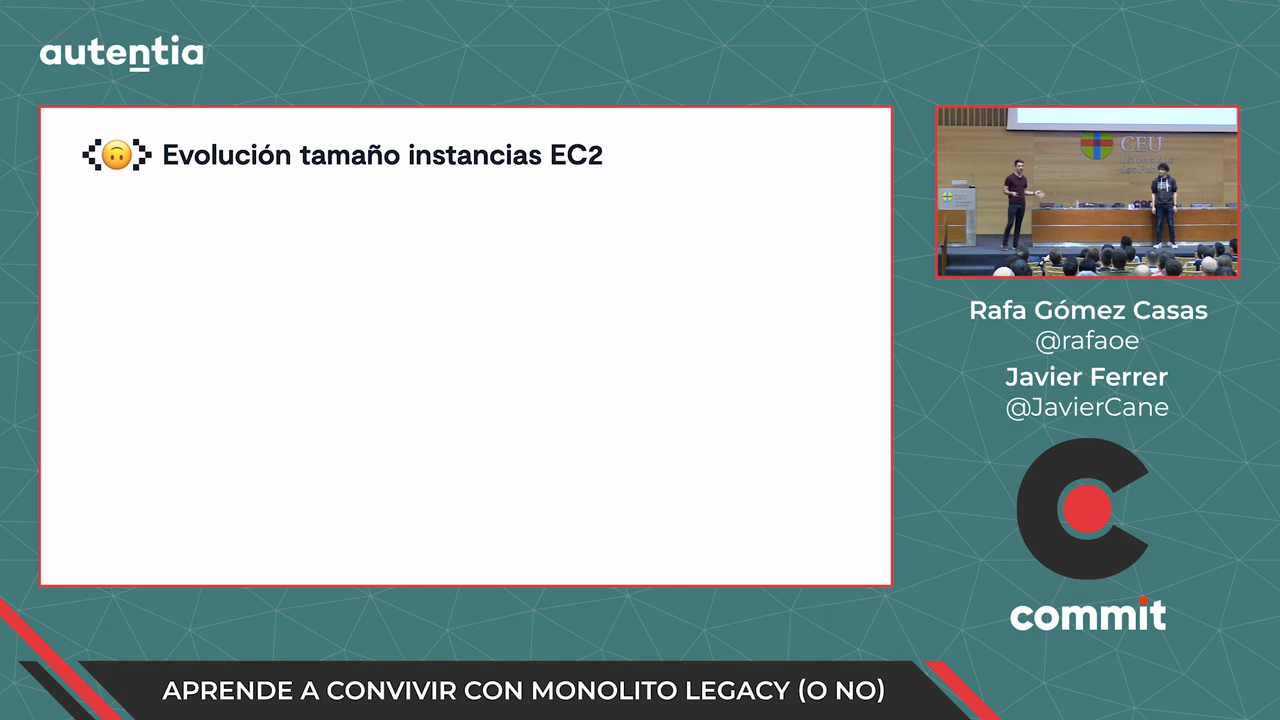 autentia
Evolución tamaño instancias EC2
CEU
Rafa Gómez Casas
@rafaoe
Javier Ferrer
@JavierCane
commit
APRENDE A CONVIVIR CON MONOLITO LEGACY (O NO)